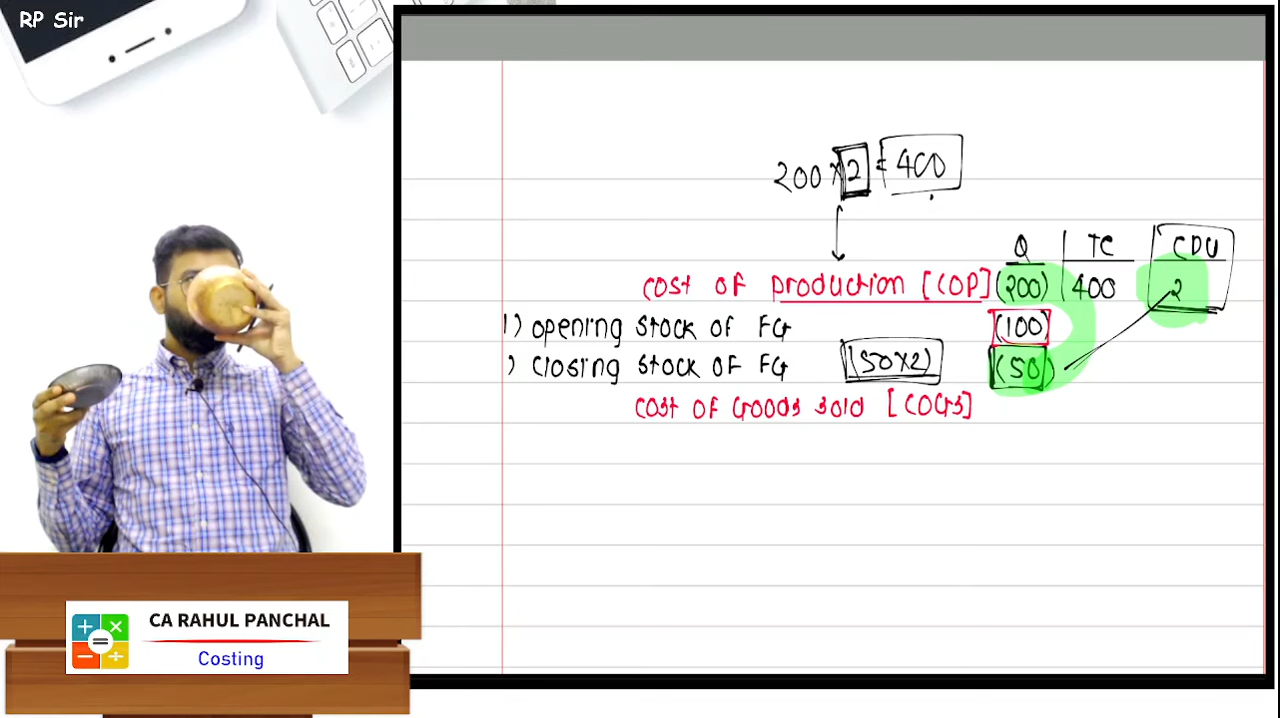 RP Sir
200 × 2 = 400
Q TC CPU
Cost of production [COP] (200) 400 2
1) opening stock of FG (100)
) closing stock of FG (50×2) (50)
cost of Goods sold [COGS]
CA RAHUL PANCHAL
Costing